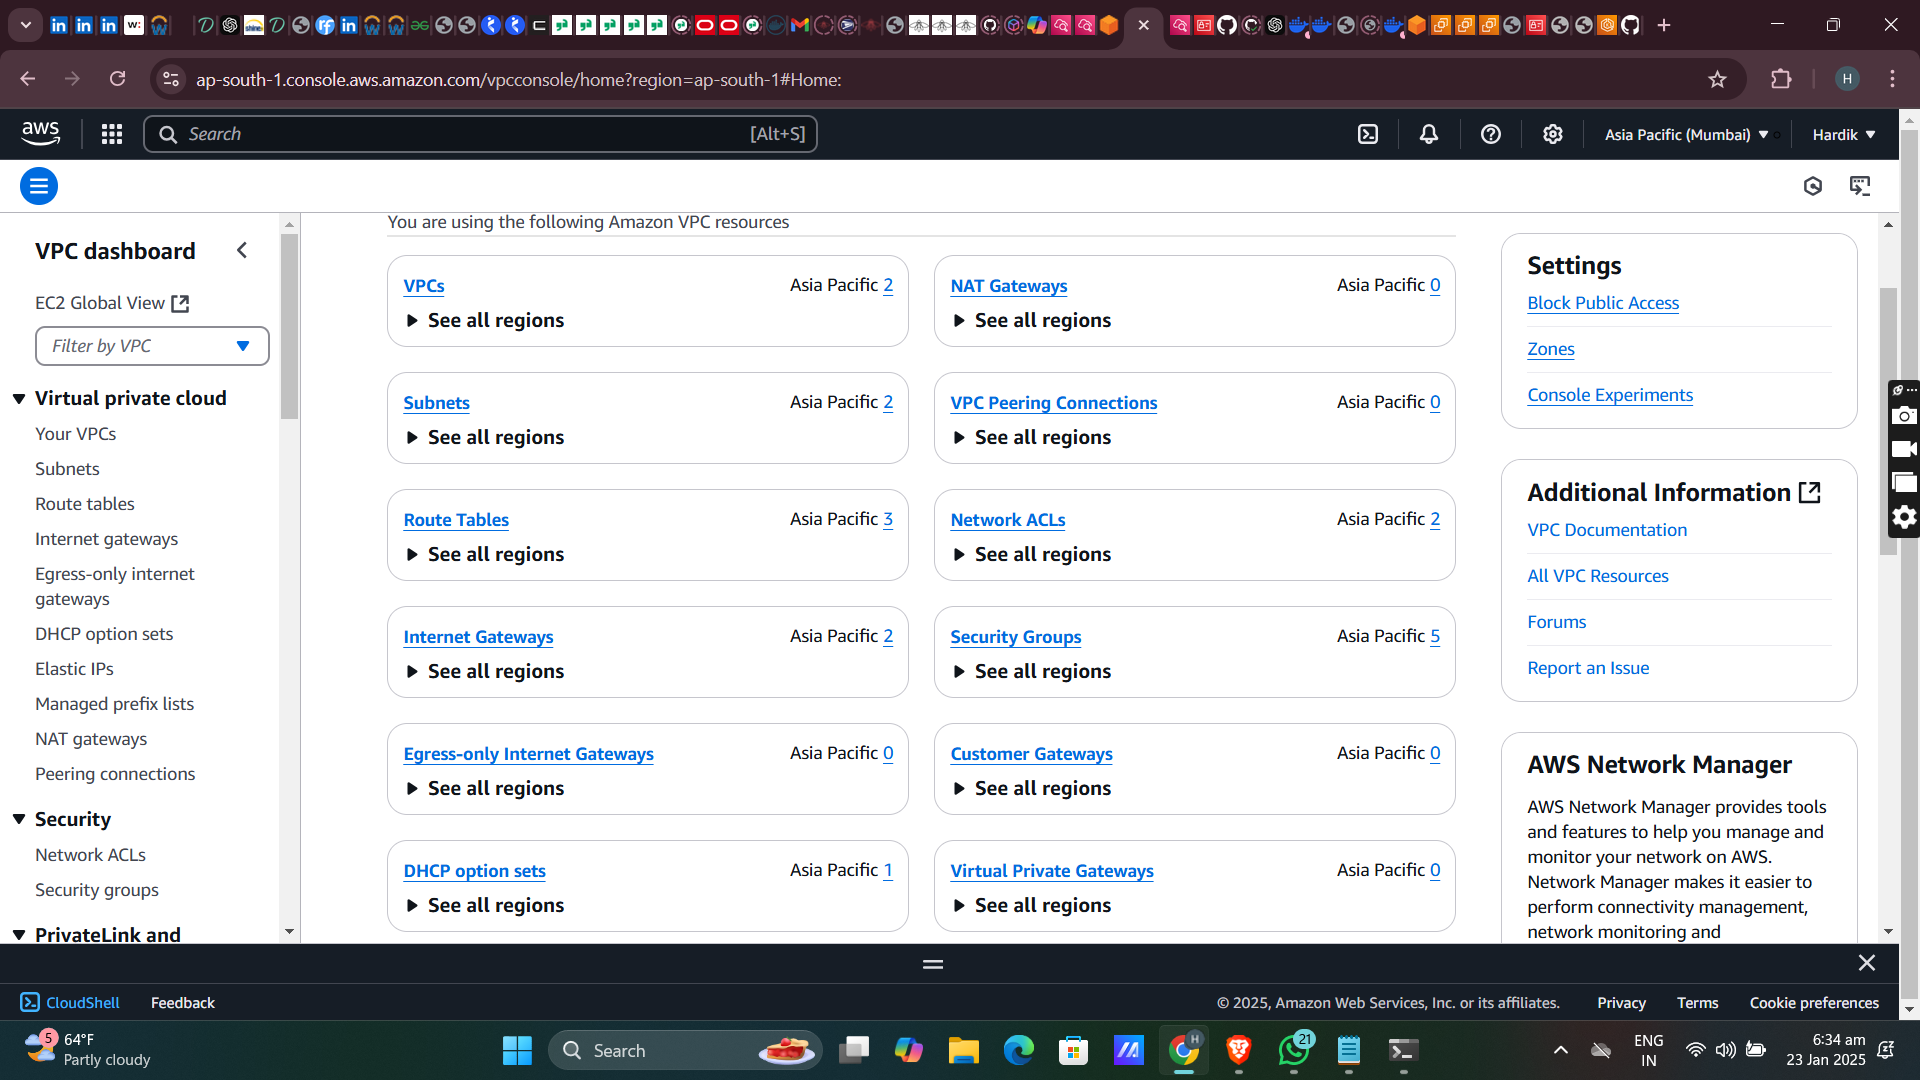 ap-south-1.console.aws.amazon.com/vpcconsole/home?region=ap-south-1#Home:
H
aws
Search
[Alt+S]
Asia Pacific (Mumbai)
Hardik
VPC dashboard
EC2 Global View
Filter by VPC
Virtual private cloud
Your VPCs
Subnets
Route tables
Internet gateways
Egress-only internet
gateways
DHCP option sets
Elastic IPs
Managed prefix lists
NAT gateways
Peering connections
Security
Network ACLs
Security groups
PrivateLink and
You are using the following Amazon VPC resources
VPCs Asia Pacific 2
See all regions
NAT Gateways Asia Pacific 0
See all regions
Subnets Asia Pacific 2
See all regions
VPC Peering Connections Asia Pacific 0
See all regions
Route Tables Asia Pacific 3
See all regions
Network ACLs Asia Pacific 2
See all regions
Internet Gateways Asia Pacific 2
See all regions
Security Groups Asia Pacific 5
See all regions
Egress-only Internet Gateways Asia Pacific 0
See all regions
Customer Gateways Asia Pacific 0
See all regions
DHCP option sets Asia Pacific 1
See all regions
Virtual Private Gateways Asia Pacific 0
See all regions
Settings
Block Public Access
Zones
Console Experiments
Additional Information
VPC Documentation
All VPC Resources
Forums
Report an Issue
AWS Network Manager
AWS Network Manager provides tools
and features to help you manage and
monitor your network on AWS.
Network Manager makes it easier to
perform connectivity management,
network monitoring and
CloudShell
Feedback
© 2025, Amazon Web Services, Inc. or its affiliates.
Privacy
Terms
Cookie preferences
5
64°F
Partly cloudy
Search
H
21
ENG
IN
6:34 am
23 Jan 2025